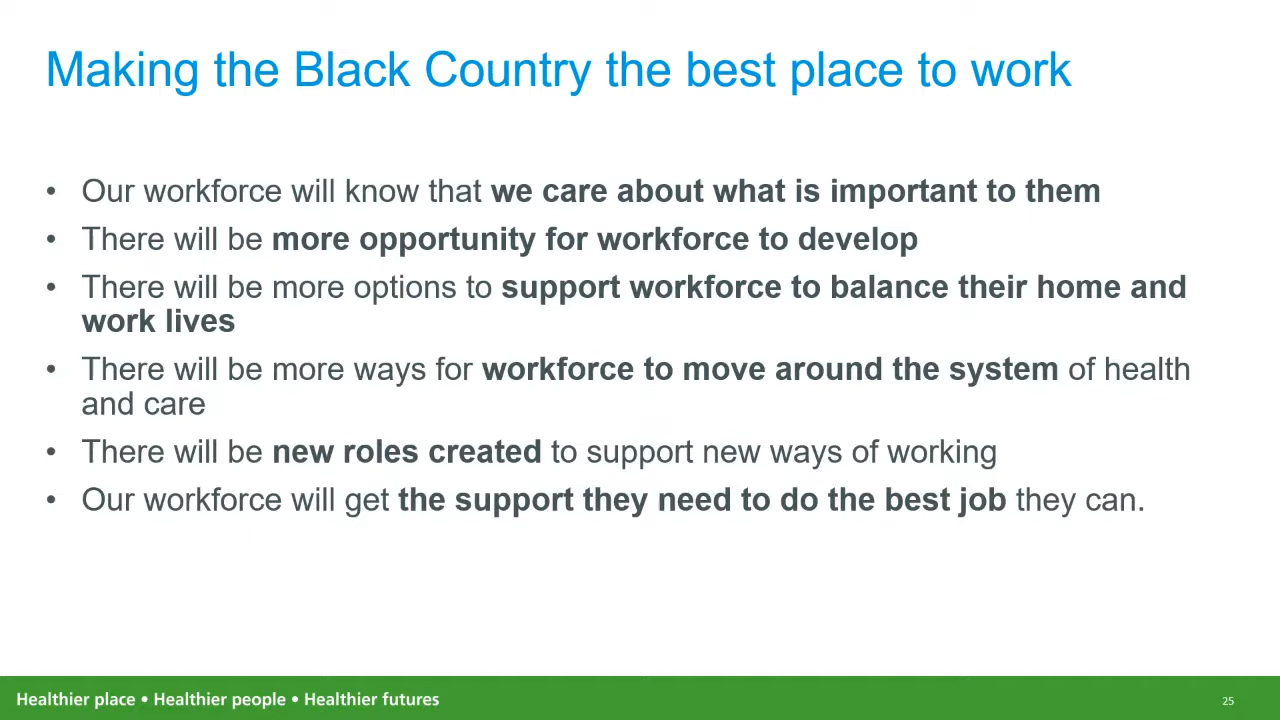 Making the Black Country the best place to work
• Our workforce will know that we care about what is important to them
• There will be more opportunity for workforce to develop
• There will be more options to support workforce to balance their home and
work lives
• There will be more ways for workforce to move around the system of health
and care
• There will be new roles created to support new ways of working
• Our workforce will get the support they need to do the best job they can.
Healthier place • Healthier people • Healthier futures
25